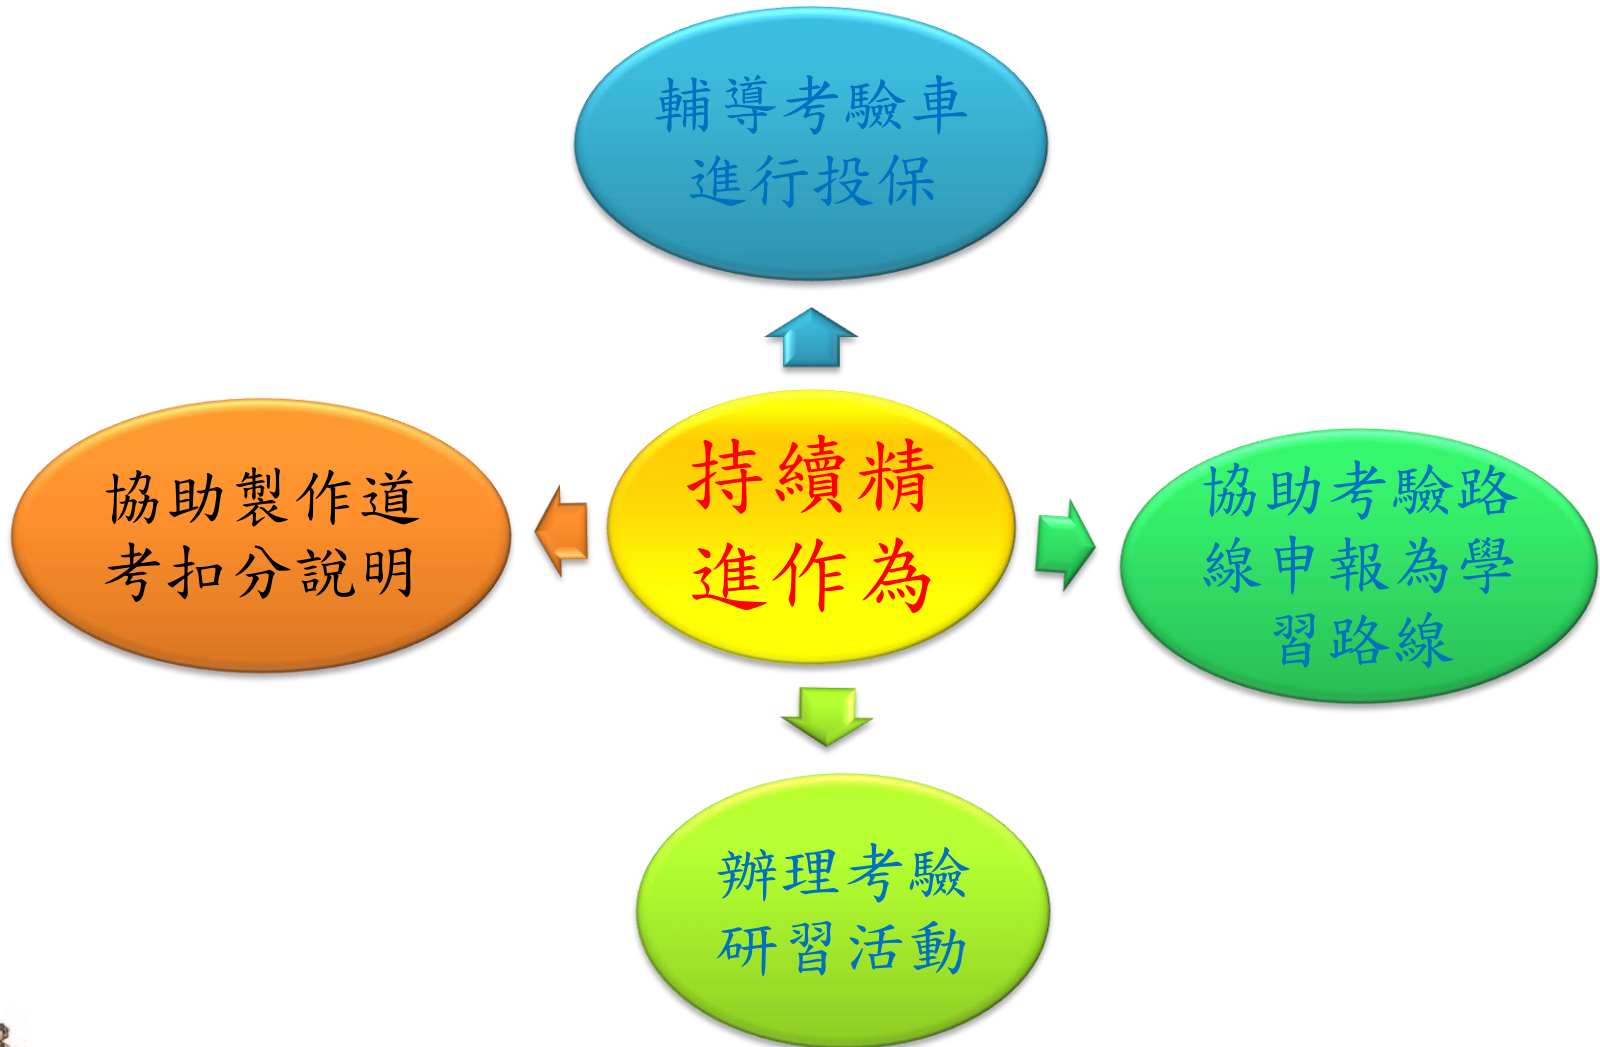 輔導考驗車
進行投保
協助製作道
考扣分說明
持續精
進作為
協助考驗路
線申報為學
習路線
辦理考驗
研習活動